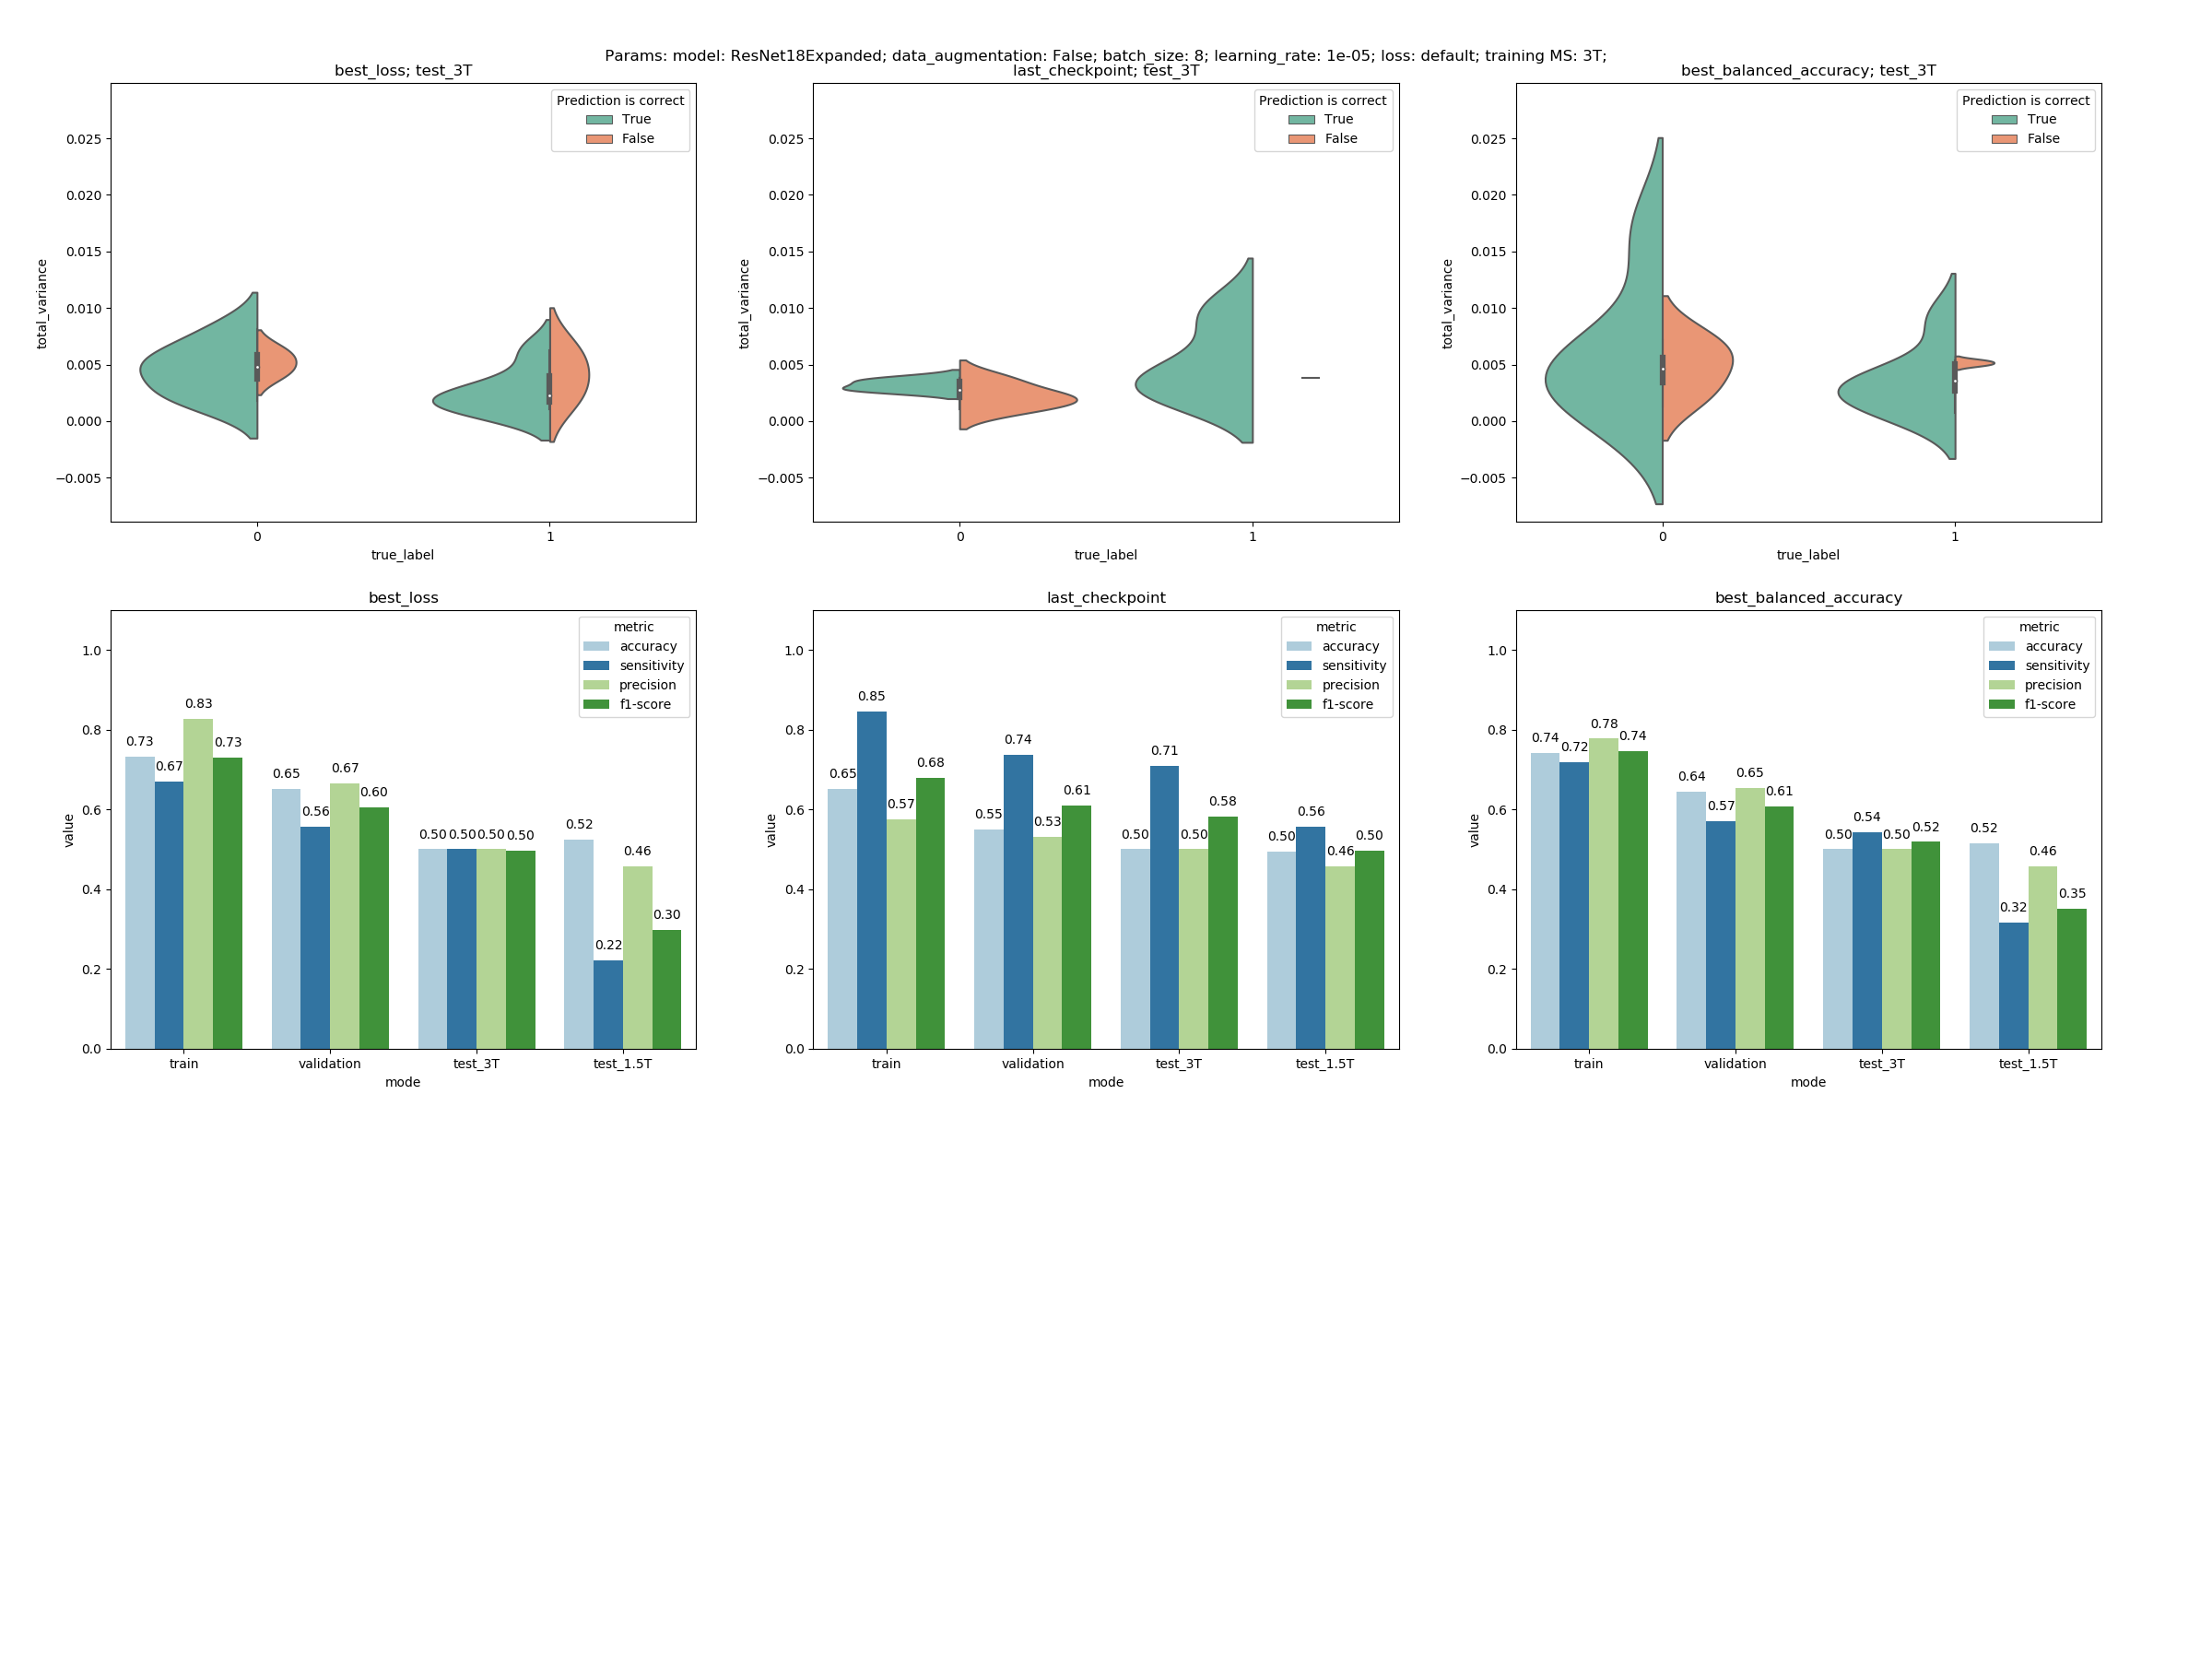 Params: model: ResNet18Expanded; data_augmentation: False; batch_size: 8; learning_rate: 1e-05; loss: default; training MS: 3T;
best_loss; test_3T
Prediction is correct
True
False
0.025
0.020
0.015
0.010
0.005
0.000
−0.005
total_variance
0 1
true_label
last_checkpoint; test_3T
Prediction is correct
True
False
0.025
0.020
0.015
0.010
0.005
0.000
−0.005
total_variance
0 1
true_label
best_balanced_accuracy; test_3T
Prediction is correct
True
False
0.025
0.020
0.015
0.010
0.005
0.000
−0.005
total_variance
0 1
true_label
best_loss
metric
accuracy
sensitivity
precision
f1-score
1.0
0.8
0.6
0.4
0.2
0.0
value
0.73 0.67 0.83 0.73
0.65 0.56 0.67 0.60
0.50 0.50 0.50 0.50
0.52 0.22 0.46 0.30
train validation test_3T test_1.5T
mode
last_checkpoint
metric
accuracy
sensitivity
precision
f1-score
1.0
0.8
0.6
0.4
0.2
0.0
value
0.65 0.85 0.57 0.68
0.55 0.74 0.53 0.61
0.50 0.71 0.50 0.58
0.50 0.56 0.46 0.50
train validation test_3T test_1.5T
mode
best_balanced_accuracy
metric
accuracy
sensitivity
precision
f1-score
1.0
0.8
0.6
0.4
0.2
0.0
value
0.74 0.72 0.78 0.74
0.64 0.57 0.65 0.61
0.50 0.54 0.50 0.52
0.52 0.32 0.46 0.35
train validation test_3T test_1.5T
mode